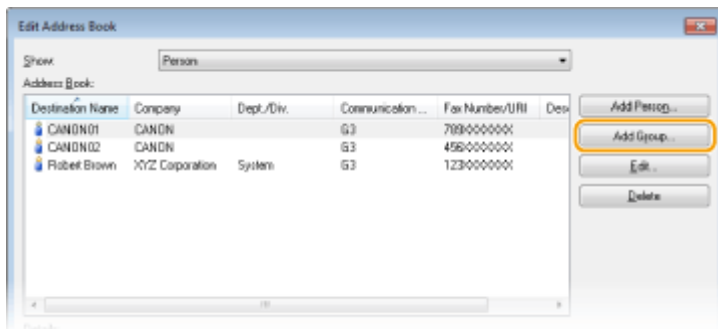 Edit Address Book
Show: Person
Address Book:
Destination Name Company Dept./Div. Communication ... Fax Number/URI Des
CANON01 CANON G3 789XXXXXXX
CANON02 CANON G3 456XXXXXXX
Robert Brown XYZ Corporation System G3 123XXXXXXX
Add Person...
Add Group...
Edit...
Delete